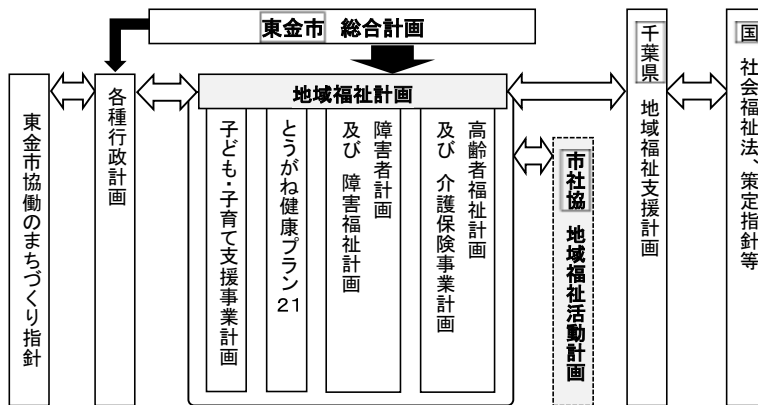 東金市 総合計画
地域福祉計画
東金市協働のまちづくり指針
各種行政計画
子ども・子育て支援事業計画
とうがね健康プラン21
障害者計画
及び 障害福祉計画
高齢者福祉計画
及び 介護保険事業計画
市社協 地域福祉活動計画
千葉県 地域福祉支援計画
国 社会福祉法、策定指針等